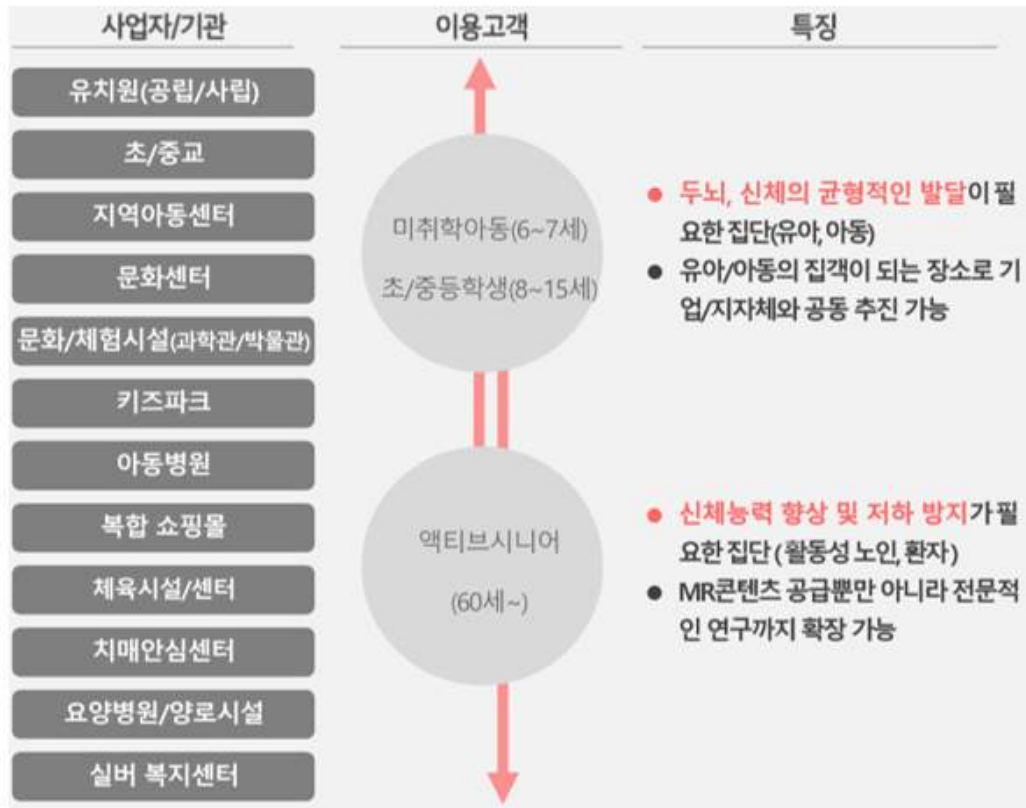 사업자/기관
이용고객
특징
유치원(공립/사립)
초/중교
지역아동센터
문화센터
문화/체험시설(과학관/박물관)
키즈파크
아동병원
복합 쇼핑몰
체육시설/센터
치매안심센터
요양병원/양로시설
실버 복지센터
미취학아동(6~7세)
초/중등학생(8~15세)
액티브시니어
(60세~)
● 두뇌, 신체의 균형적인 발달이 필
요한 집단(유아, 아동)
● 유아/아동의 집객이 되는 장소로 기
업/지자체와 공동 추진 가능
● 신체능력 향상 및 저하 방지가 필
요한 집단 ( 활동성 노인, 환자 )
● MR콘텐츠 공급뿐만 아니라 전문적
인 연구까지 확장 가능